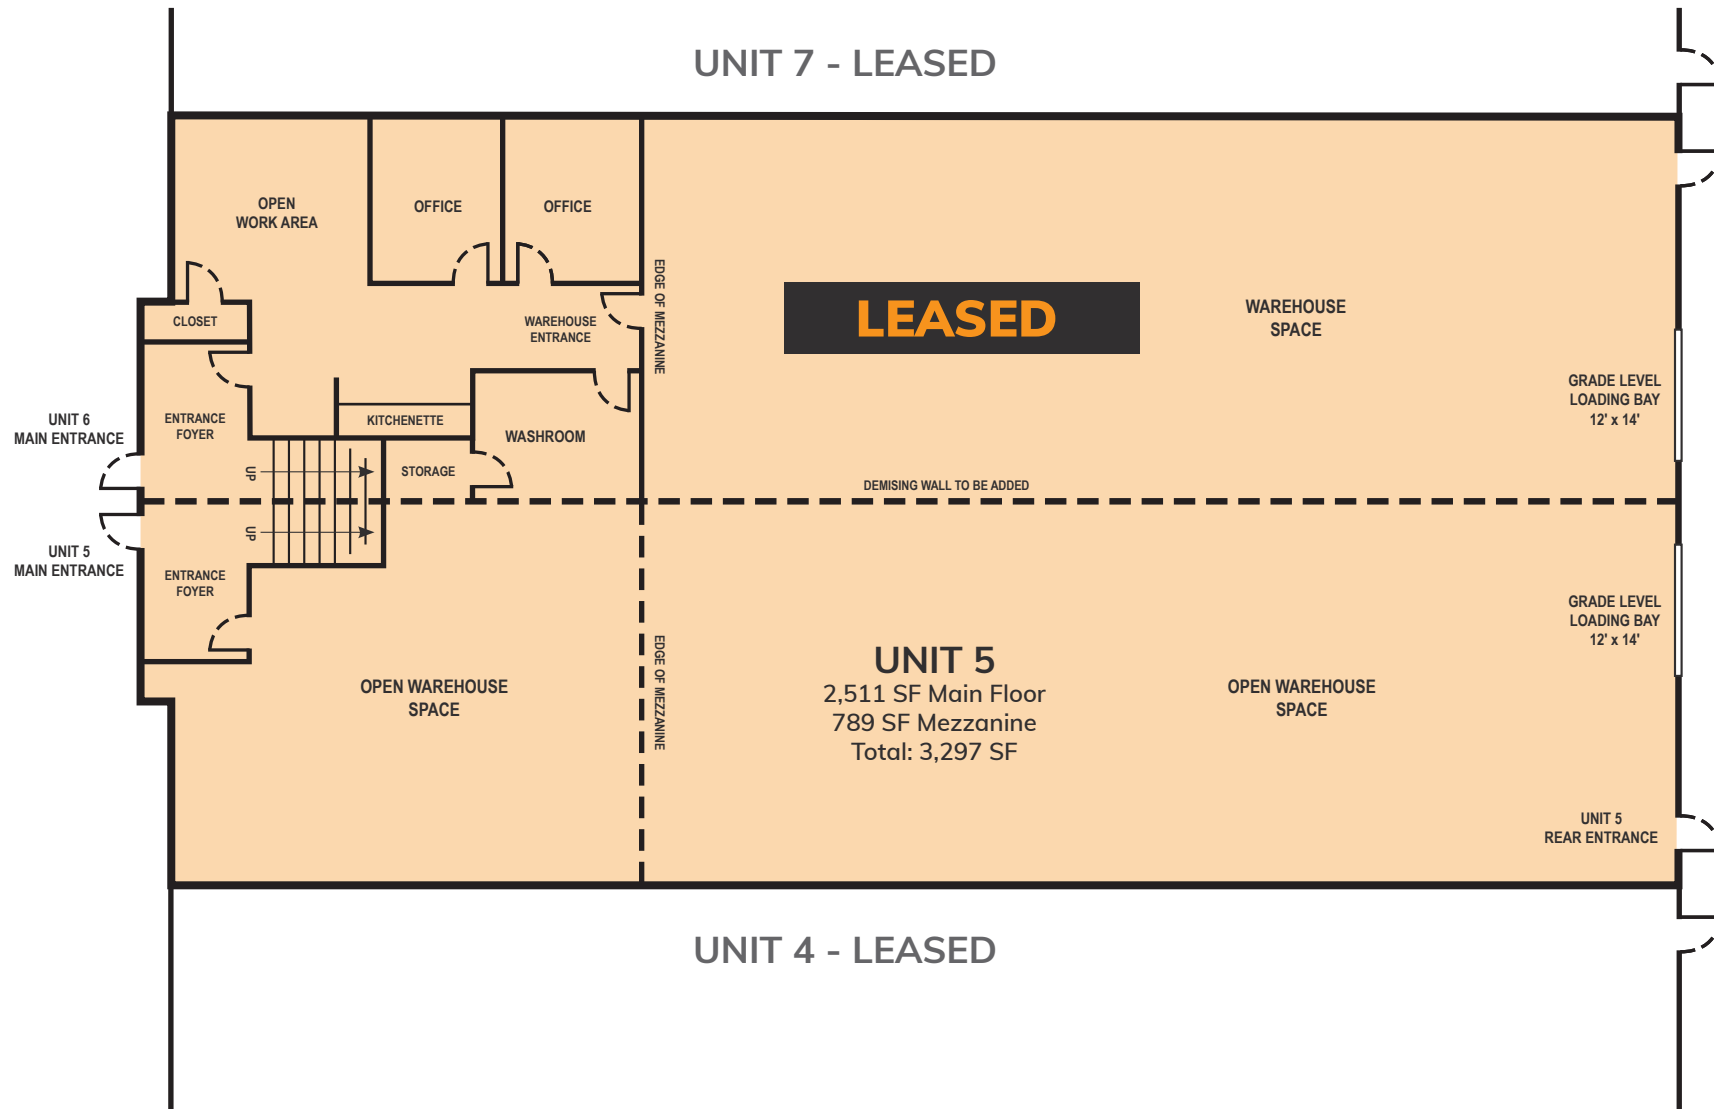 UNIT 7 - LEASED
OPEN
WORK AREA
OFFICE
OFFICE
CLOSET
WAREHOUSE
ENTRANCE
EDGE OF MEZZANINE
LEASED
WAREHOUSE
SPACE
GRADE LEVEL
LOADING BAY
12' x 14'
UNIT 6
MAIN ENTRANCE
ENTRANCE
FOYER
KITCHENETTE
WASHROOM
UP
STORAGE
DEMISING WALL TO BE ADDED
UP
UNIT 5
MAIN ENTRANCE
ENTRANCE
FOYER
GRADE LEVEL
LOADING BAY
12' x 14'
EDGE OF MEZZANINE
OPEN WAREHOUSE
SPACE
UNIT 5
2,511 SF Main Floor
789 SF Mezzanine
Total: 3,297 SF
OPEN WAREHOUSE
SPACE
UNIT 5
REAR ENTRANCE
UNIT 4 - LEASED